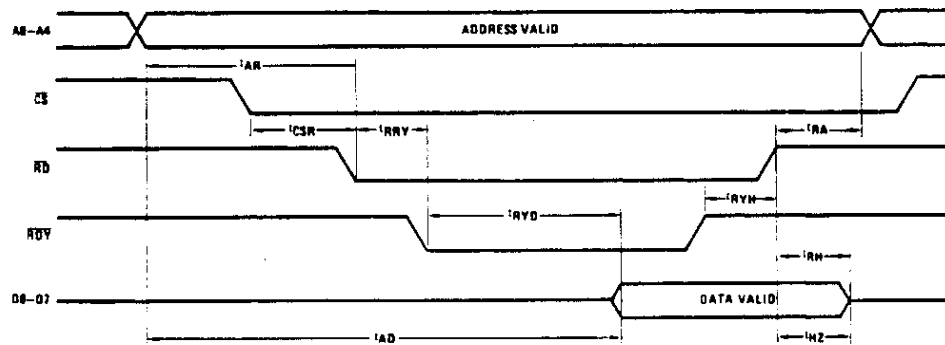 A0–A4 ADDRESS VALID
tAR
CS
tCSR tRRY tRA
RD
tRYD tRYH
RDY
tRH
D0–D7 DATA VALID
tAD tHZ